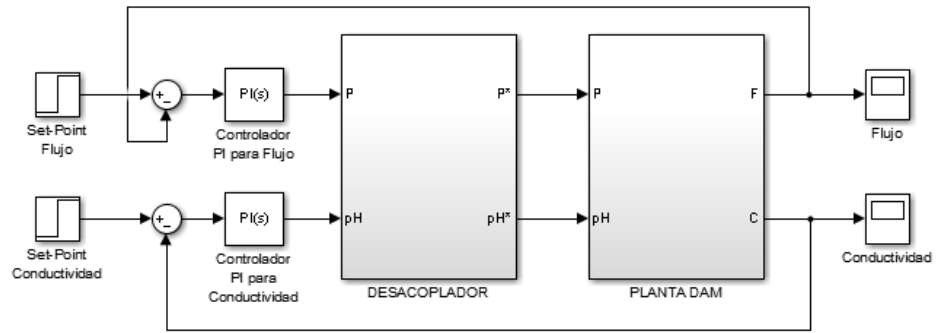 PI(s)
P
P*
P
F
Set-Point
Flujo
Controlador
PI para Flujo
Flujo
PI(s)
pH
pH*
pH
C
Set-Point
Conductividad
Controlador
PI para
Conductividad
Conductividad
DESACOPLADOR
PLANTA DAM